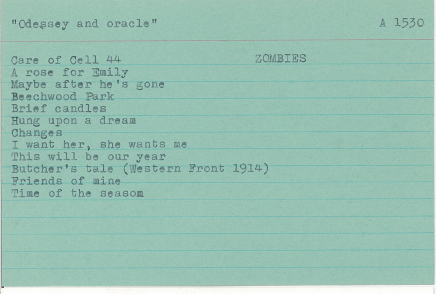 "Odessey and oracle" A 1530
Care of Cell 44 ZOMBIES
A rose for Emily
Maybe after he's gone
Beechwood Park
Brief candles
Hung upon a dream
Changes
I want her, she wants me
This will be our year
Butcher's tale (Western Front 1914)
Friends of mine
Time of the seasom